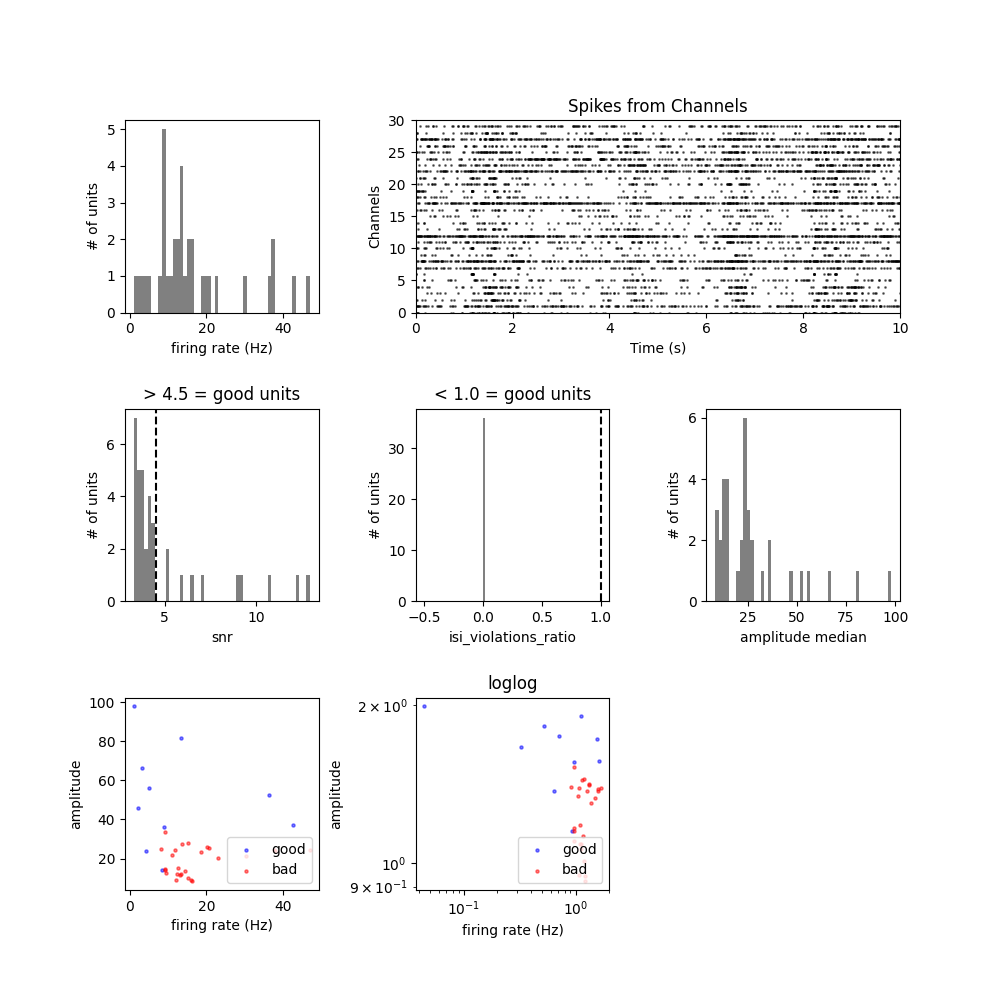 Spikes from Channels
# of units
0
1
2
3
4
5
0
20
40
firing rate (Hz)
Channels
0
5
10
15
20
25
30
0
2
4
6
8
10
Time (s)
> 4.5 = good units
# of units
0
2
4
6
5
10
snr
< 1.0 = good units
# of units
0
10
20
30
−0.5
0.0
0.5
1.0
isi_violations_ratio
# of units
0
2
4
6
25
50
75
100
amplitude median
amplitude
20
40
60
80
100
0
20
40
firing rate (Hz)
good
bad
loglog
amplitude
2 × 10⁰
10⁰
9 × 10⁻¹
10⁻¹
10⁰
firing rate (Hz)
good
bad